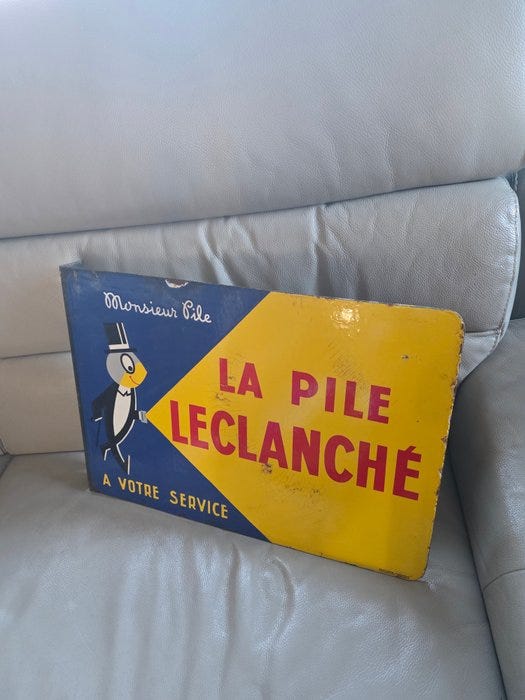 Monsieur Pile
LA PILE
LECLANCHÉ
A VOTRE SERVICE